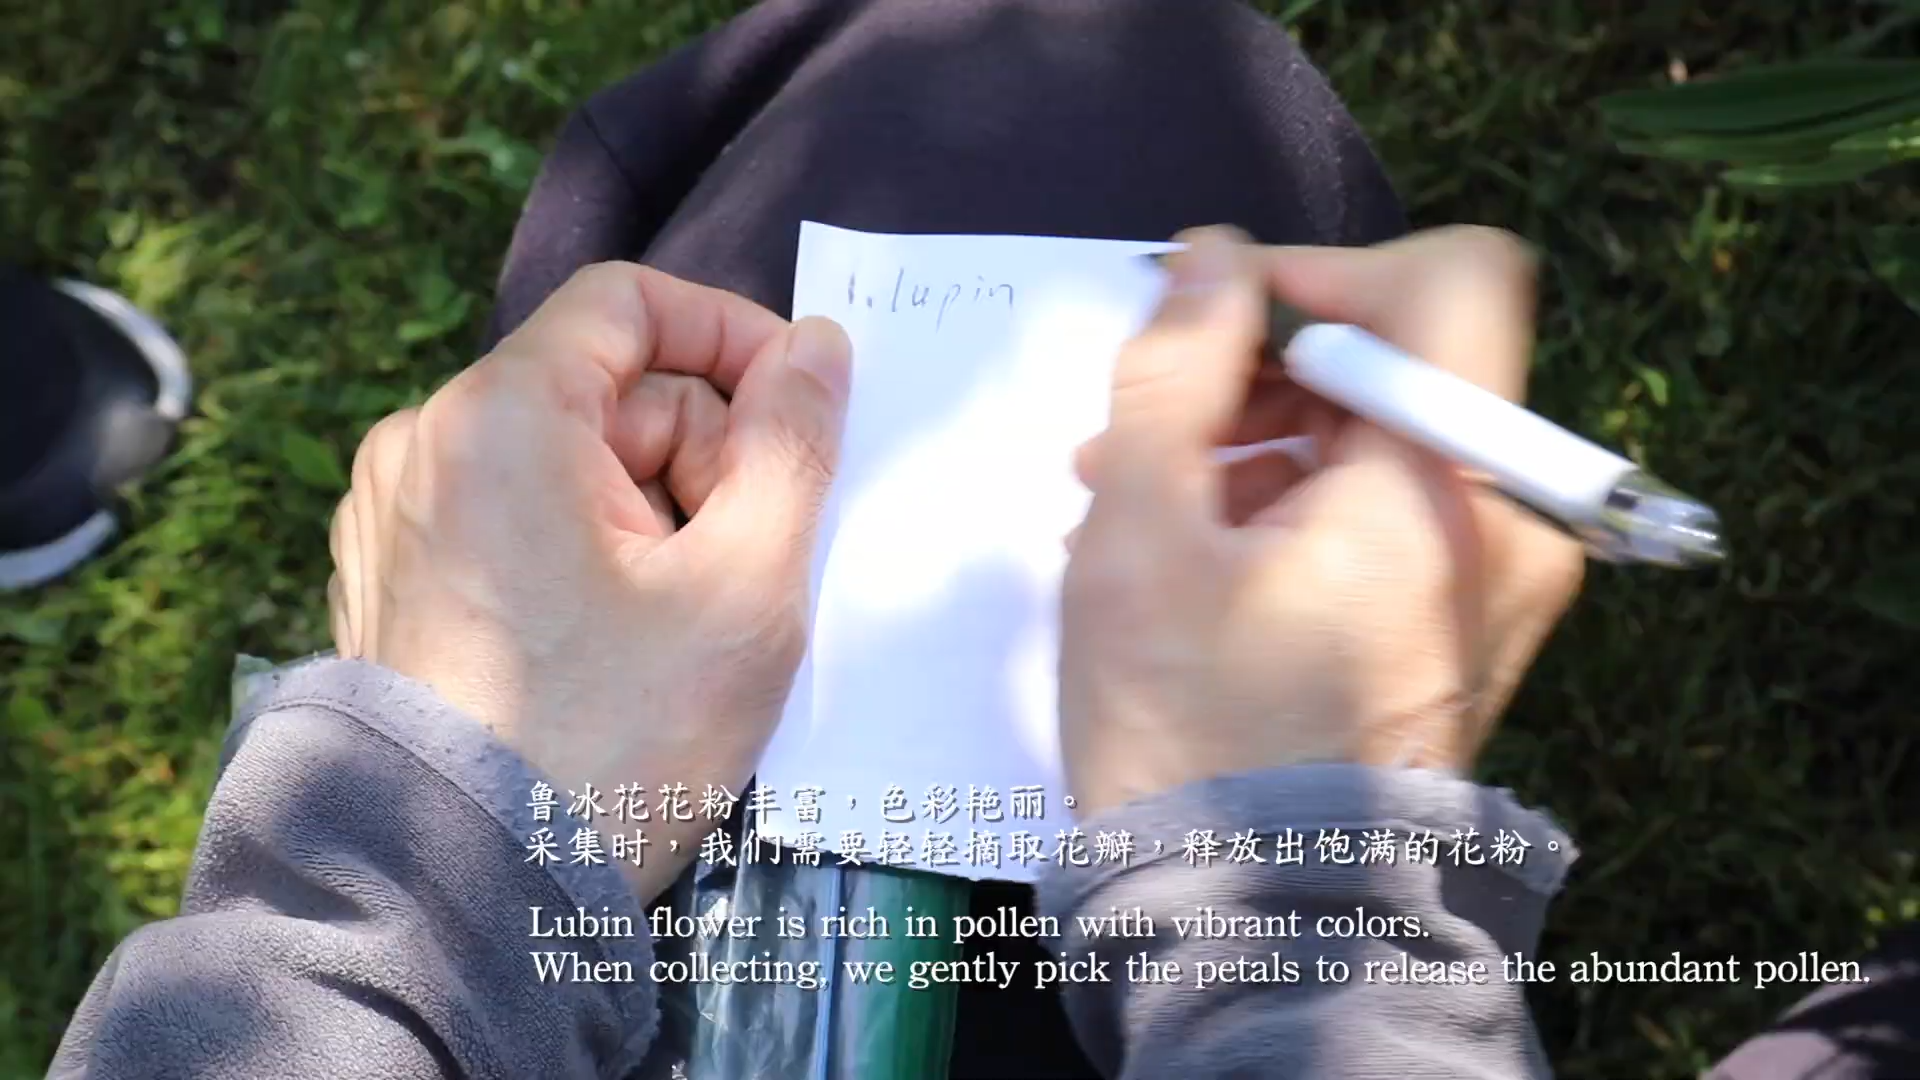 1. lupin
鲁冰花花粉丰富，色彩艳丽。
采集时，我们需要轻轻摘取花瓣，释放出饱满的花粉。
Lubin flower is rich in pollen with vibrant colors.
When collecting, we gently pick the petals to release the abundant pollen.